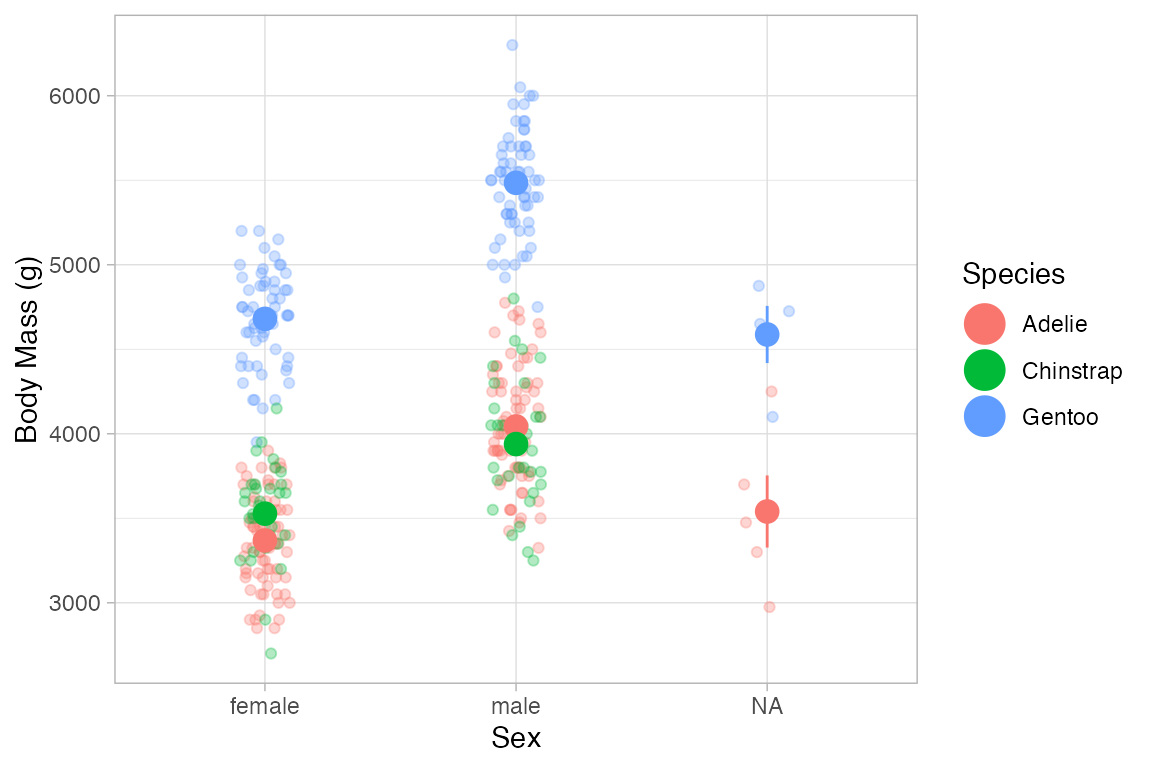 6000
5000
4000
3000
Body Mass (g)
female
male
NA
Sex
Species
Adelie
Chinstrap
Gentoo